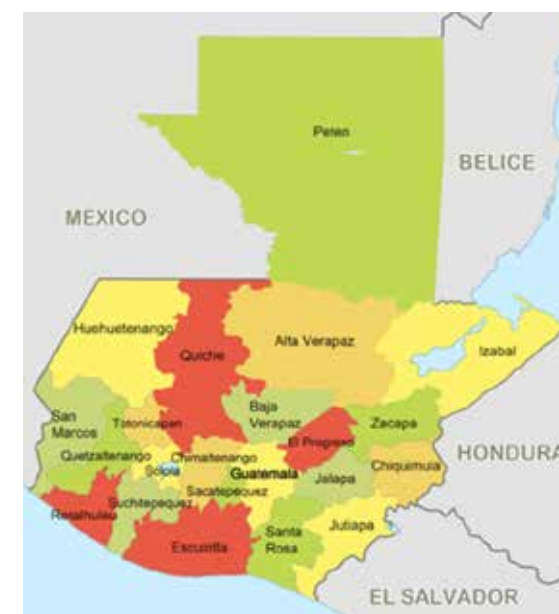 Peten
BELICE
MEXICO
Huehuetenango
Quiche
Alta Verapaz
Izabal
San
Marcos
Totonicapan
Baja
Verapaz
El Progreso
Zacapa
Quetzaltenango
Solola
Chimaltenango
Guatemala
Jalapa
Chiquimula
HONDURA
Retalhuleu
Suchitepequez
Sacatepequez
Escuintla
Santa
Rosa
Jutiapa
EL SALVADOR